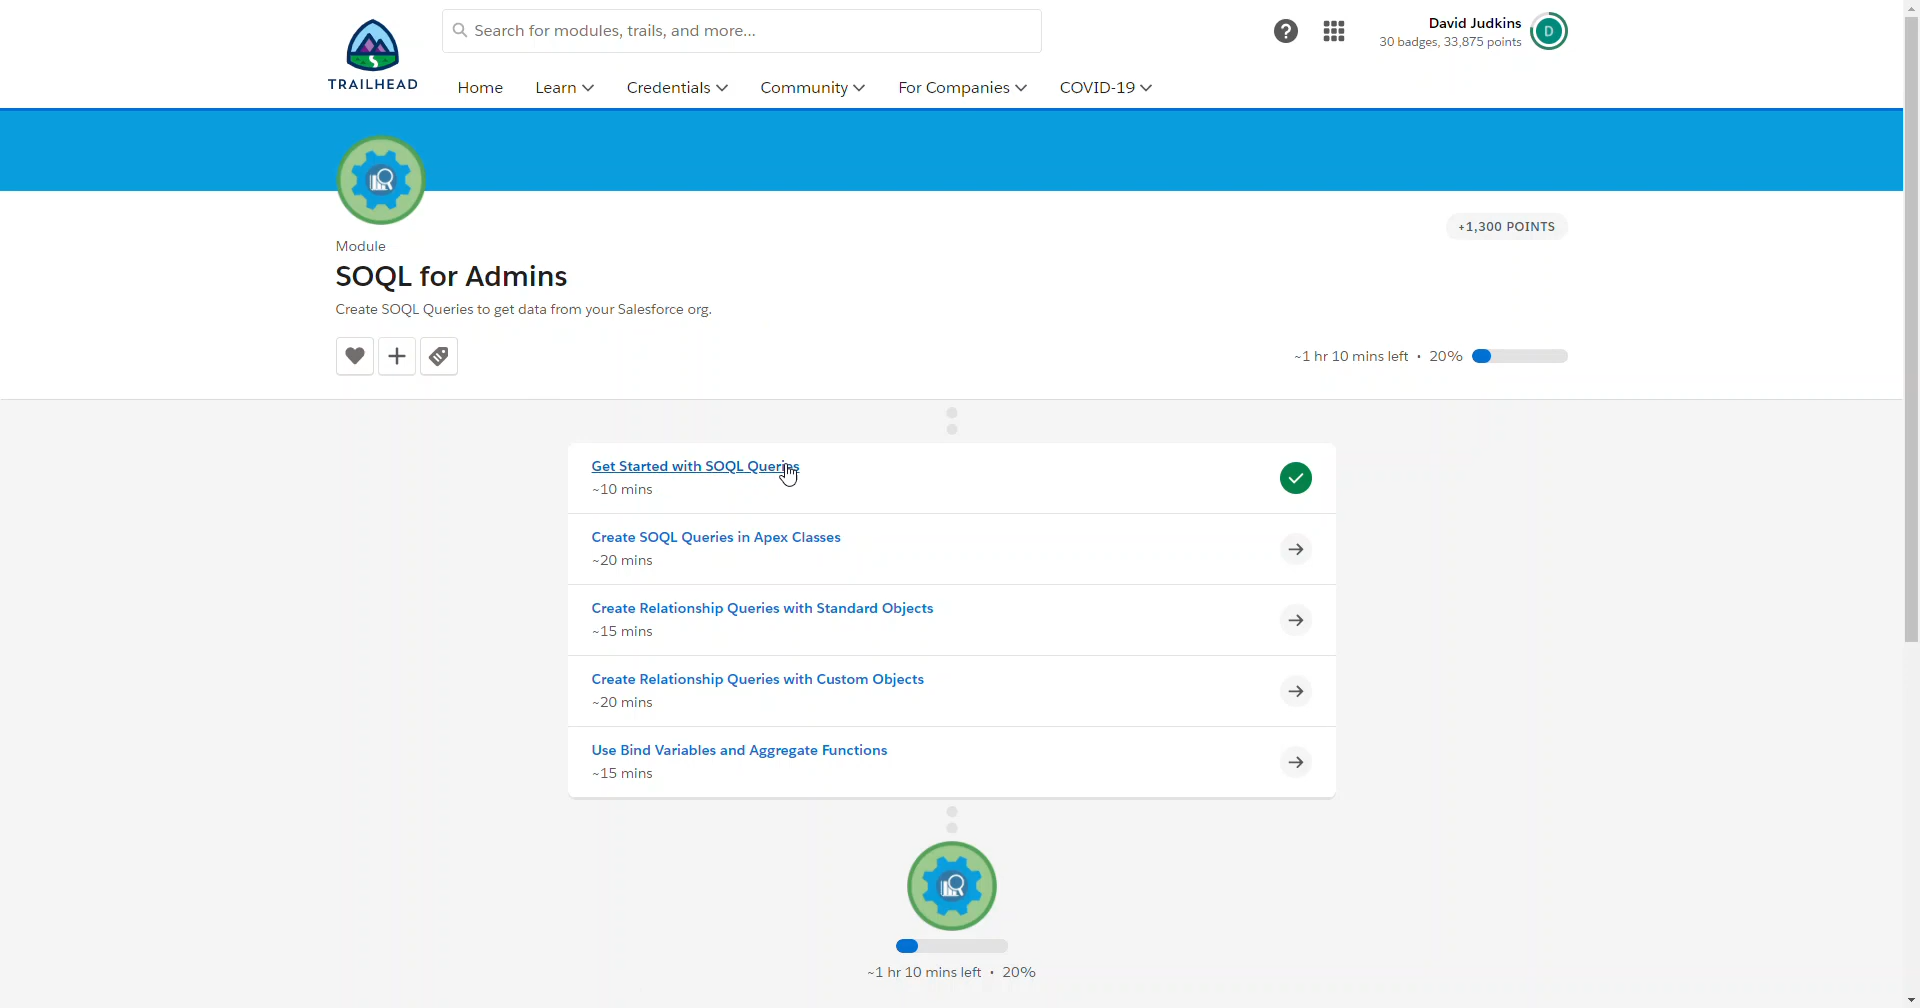 Search for modules, trails, and more...
David Judkins
30 badges, 33,875 points
D
TRAILHEAD
Home Learn Credentials Community For Companies COVID-19
+1,300 POINTS
Module
SOQL for Admins
Create SOQL Queries to get data from your Salesforce org.
~1 hr 10 mins left • 20%
Get Started with SOQL Queries
~10 mins
Create SOQL Queries in Apex Classes
~20 mins
Create Relationship Queries with Standard Objects
~15 mins
Create Relationship Queries with Custom Objects
~20 mins
Use Bind Variables and Aggregate Functions
~15 mins
~1 hr 10 mins left • 20%